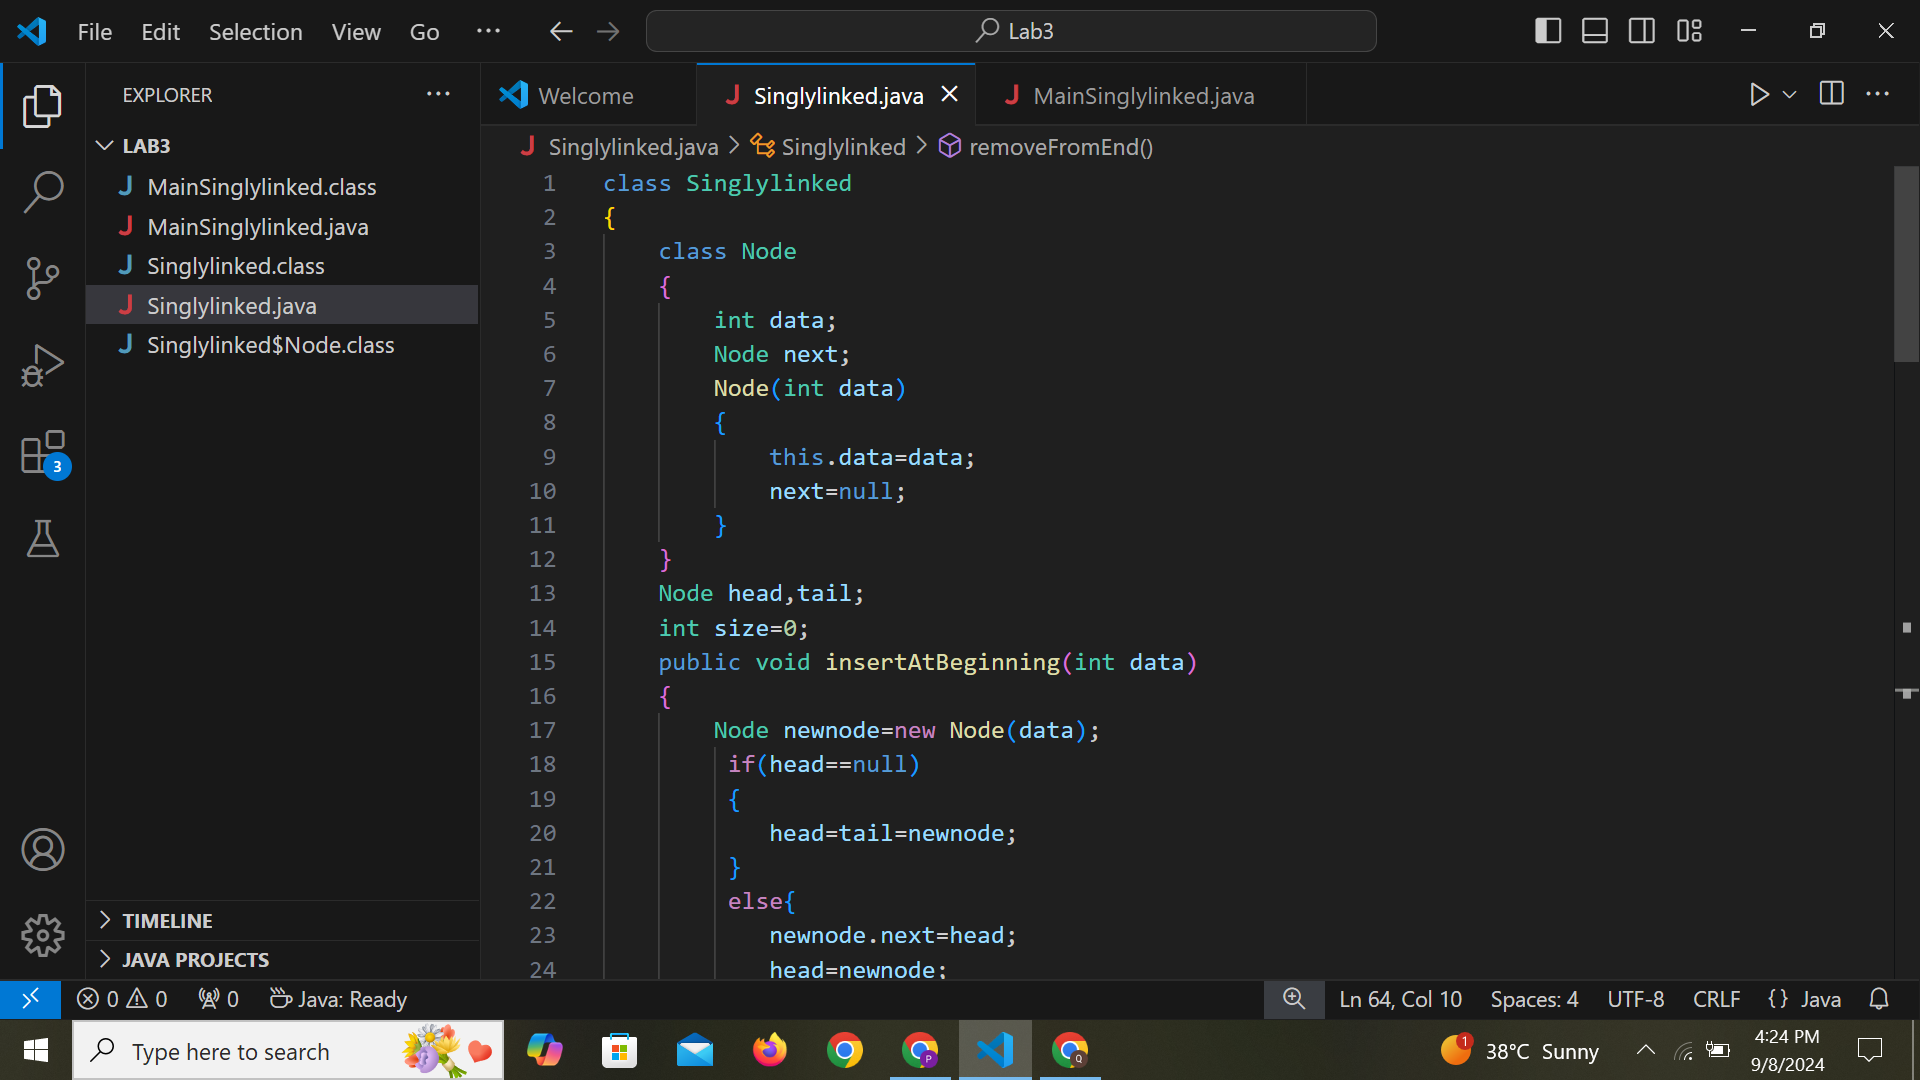 File Edit Selection View Go ··· Lab3
EXPLORER ···
LAB3
MainSinglylinked.class
MainSinglylinked.java
Singlylinked.class
Singlylinked.java
Singlylinked$Node.class
3
TIMELINE
JAVA PROJECTS
Welcome Singlylinked.java MainSinglylinked.java
Singlylinked.java > Singlylinked > removeFromEnd()
1 class Singlylinked
2 {
3 class Node
4 {
5 int data;
6 Node next;
7 Node(int data)
8 {
9 this.data=data;
10 next=null;
11 }
12 }
13 Node head,tail;
14 int size=0;
15 public void insertAtBeginning(int data)
16 {
17 Node newnode=new Node(data);
18 if(head==null)
19 {
20 head=tail=newnode;
21 }
22 else{
23 newnode.next=head;
24 head=newnode;
0 0 0 Java: Ready Ln 64, Col 10 Spaces: 4 UTF-8 CRLF {} Java
Type here to search P Q 1 38°C Sunny 4:24 PM
9/8/2024